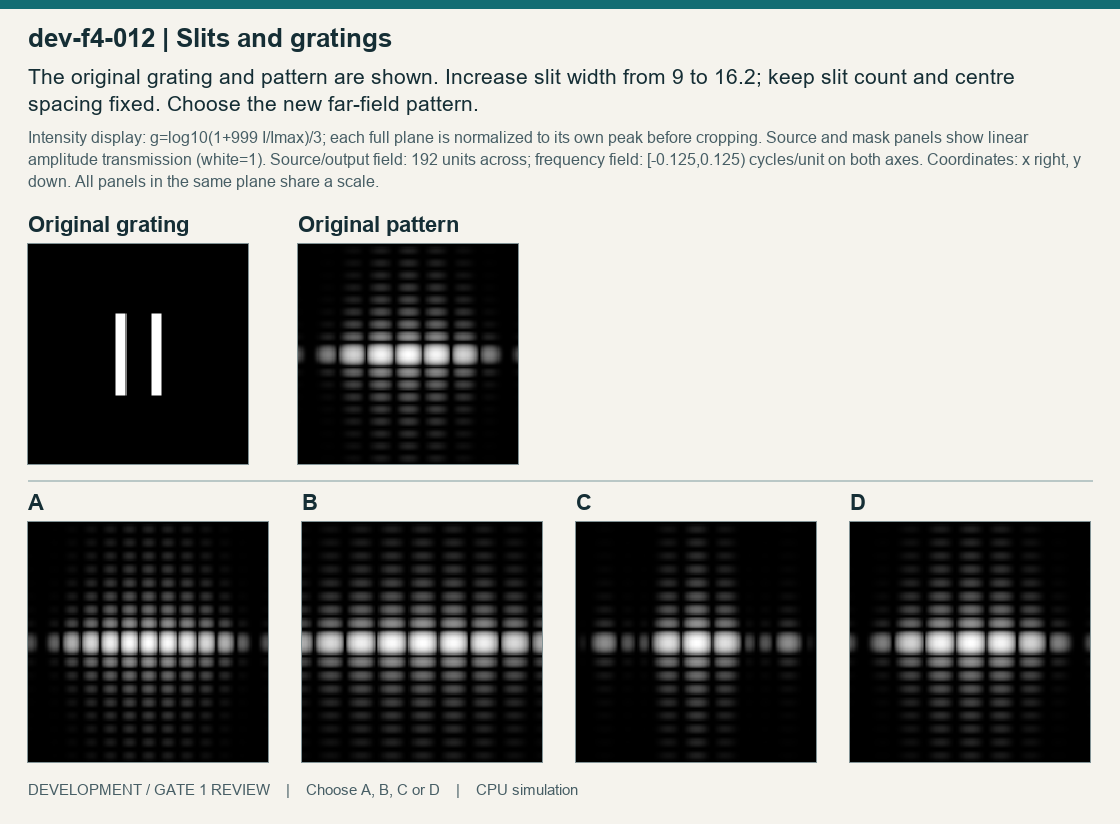 dev-f4-012 | Slits and gratings
The original grating and pattern are shown. Increase slit width from 9 to 16.2; keep slit count and centre
spacing fixed. Choose the new far-field pattern.
Intensity display: g=log10(1+999 I/Imax)/3; each full plane is normalized to its own peak before cropping. Source and mask panels show linear
amplitude transmission (white=1). Source/output field: 192 units across; frequency field: [-0.125,0.125) cycles/unit on both axes. Coordinates: x right, y
down. All panels in the same plane share a scale.
Original grating Original pattern
A B C D
DEVELOPMENT / GATE 1 REVIEW | Choose A, B, C or D | CPU simulation